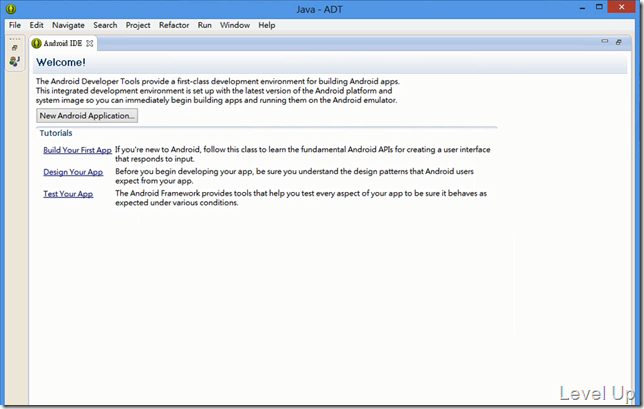 Java - ADT
File Edit Navigate Search Project Refactor Run Window Help
Android IDE
Welcome!
The Android Developer Tools provide a first-class development environment for building Android apps.
This integrated development environment is set up with the latest version of the Android platform and
system image so you can immediately begin building apps and running them on the Android emulator.
New Android Application...
Tutorials
Build Your First App If you're new to Android, follow this class to learn the fundamental Android APIs for creating a user interface
that responds to input.
Design Your App Before you begin developing your app, be sure you understand the design patterns that Android users
expect from your app.
Test Your App The Android Framework provides tools that help you test every aspect of your app to be sure it behaves as
expected under various conditions.
Level Up